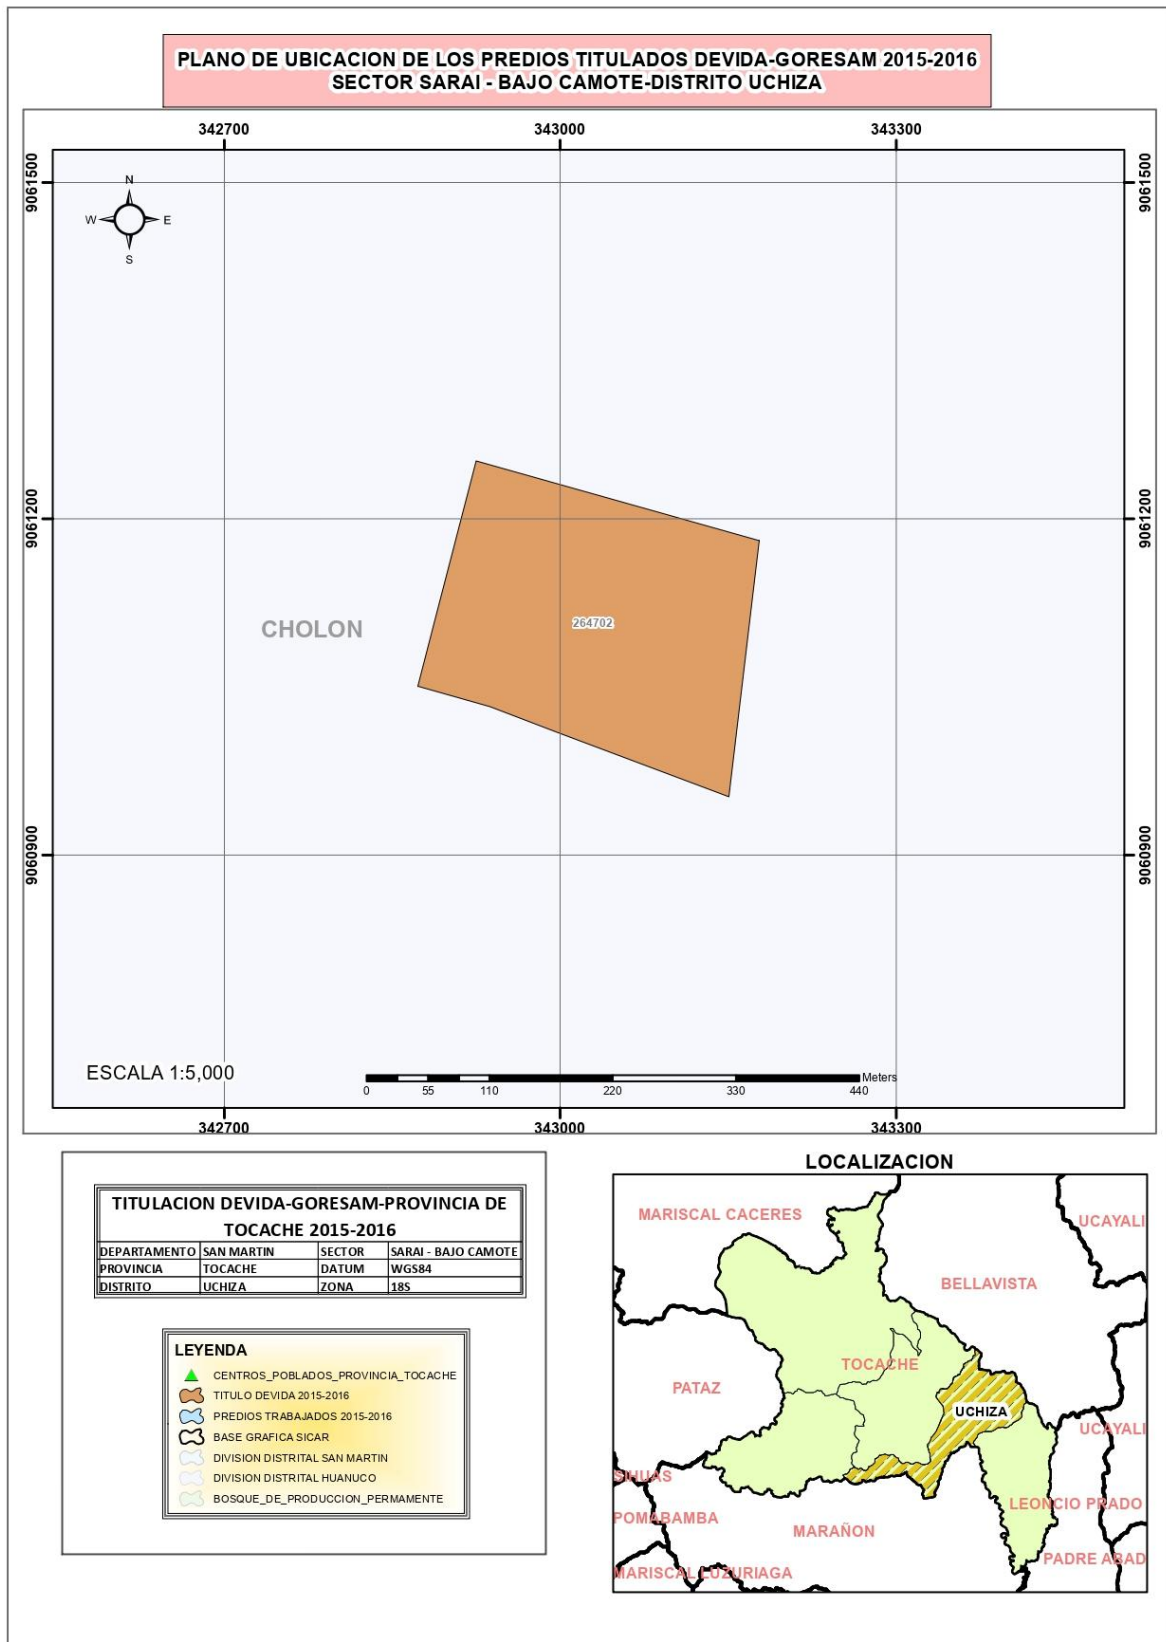 PLANO DE UBICACION DE LOS PREDIOS TITULADOS DEVIDA-GORESAM 2015-2016
SECTOR SARAI - BAJO CAMOTE-DISTRITO UCHIZA
342700 343000 343300
9061500 9061500
N
W E
S
9061200 9061200
264702
CHOLON
9060900 9060900
ESCALA 1:5,000
Meters
0 55 110 220 330 440
342700 343000 343300
TITULACION DEVIDA-GORESAM-PROVINCIA DE
TOCACHE 2015-2016
DEPARTAMENTO SAN MARTIN SECTOR SARAI - BAJO CAMOTE
PROVINCIA TOCACHE DATUM WGS84
DISTRITO UCHIZA ZONA 18S
LEYENDA
CENTROS_POBLADOS_PROVINCIA_TOCACHE
TITULO DEVIDA 2015-2016
PREDIOS TRABAJADOS 2015-2016
BASE GRAFICA SICAR
DIVISION DISTRITAL SAN MARTIN
DIVISION DISTRITAL HUANUCO
BOSQUE_DE_PRODUCCION_PERMAMENTE
LOCALIZACION
MARISCAL CACERES
UCAYALI
BELLAVISTA
TOCACHE
PATAZ
UCHIZA
UCAYALI
SIHUAS
LEONCIO PRADO
POMABAMBA
MARAÑON
PADRE ABAD
MARISCAL LUZURIAGA